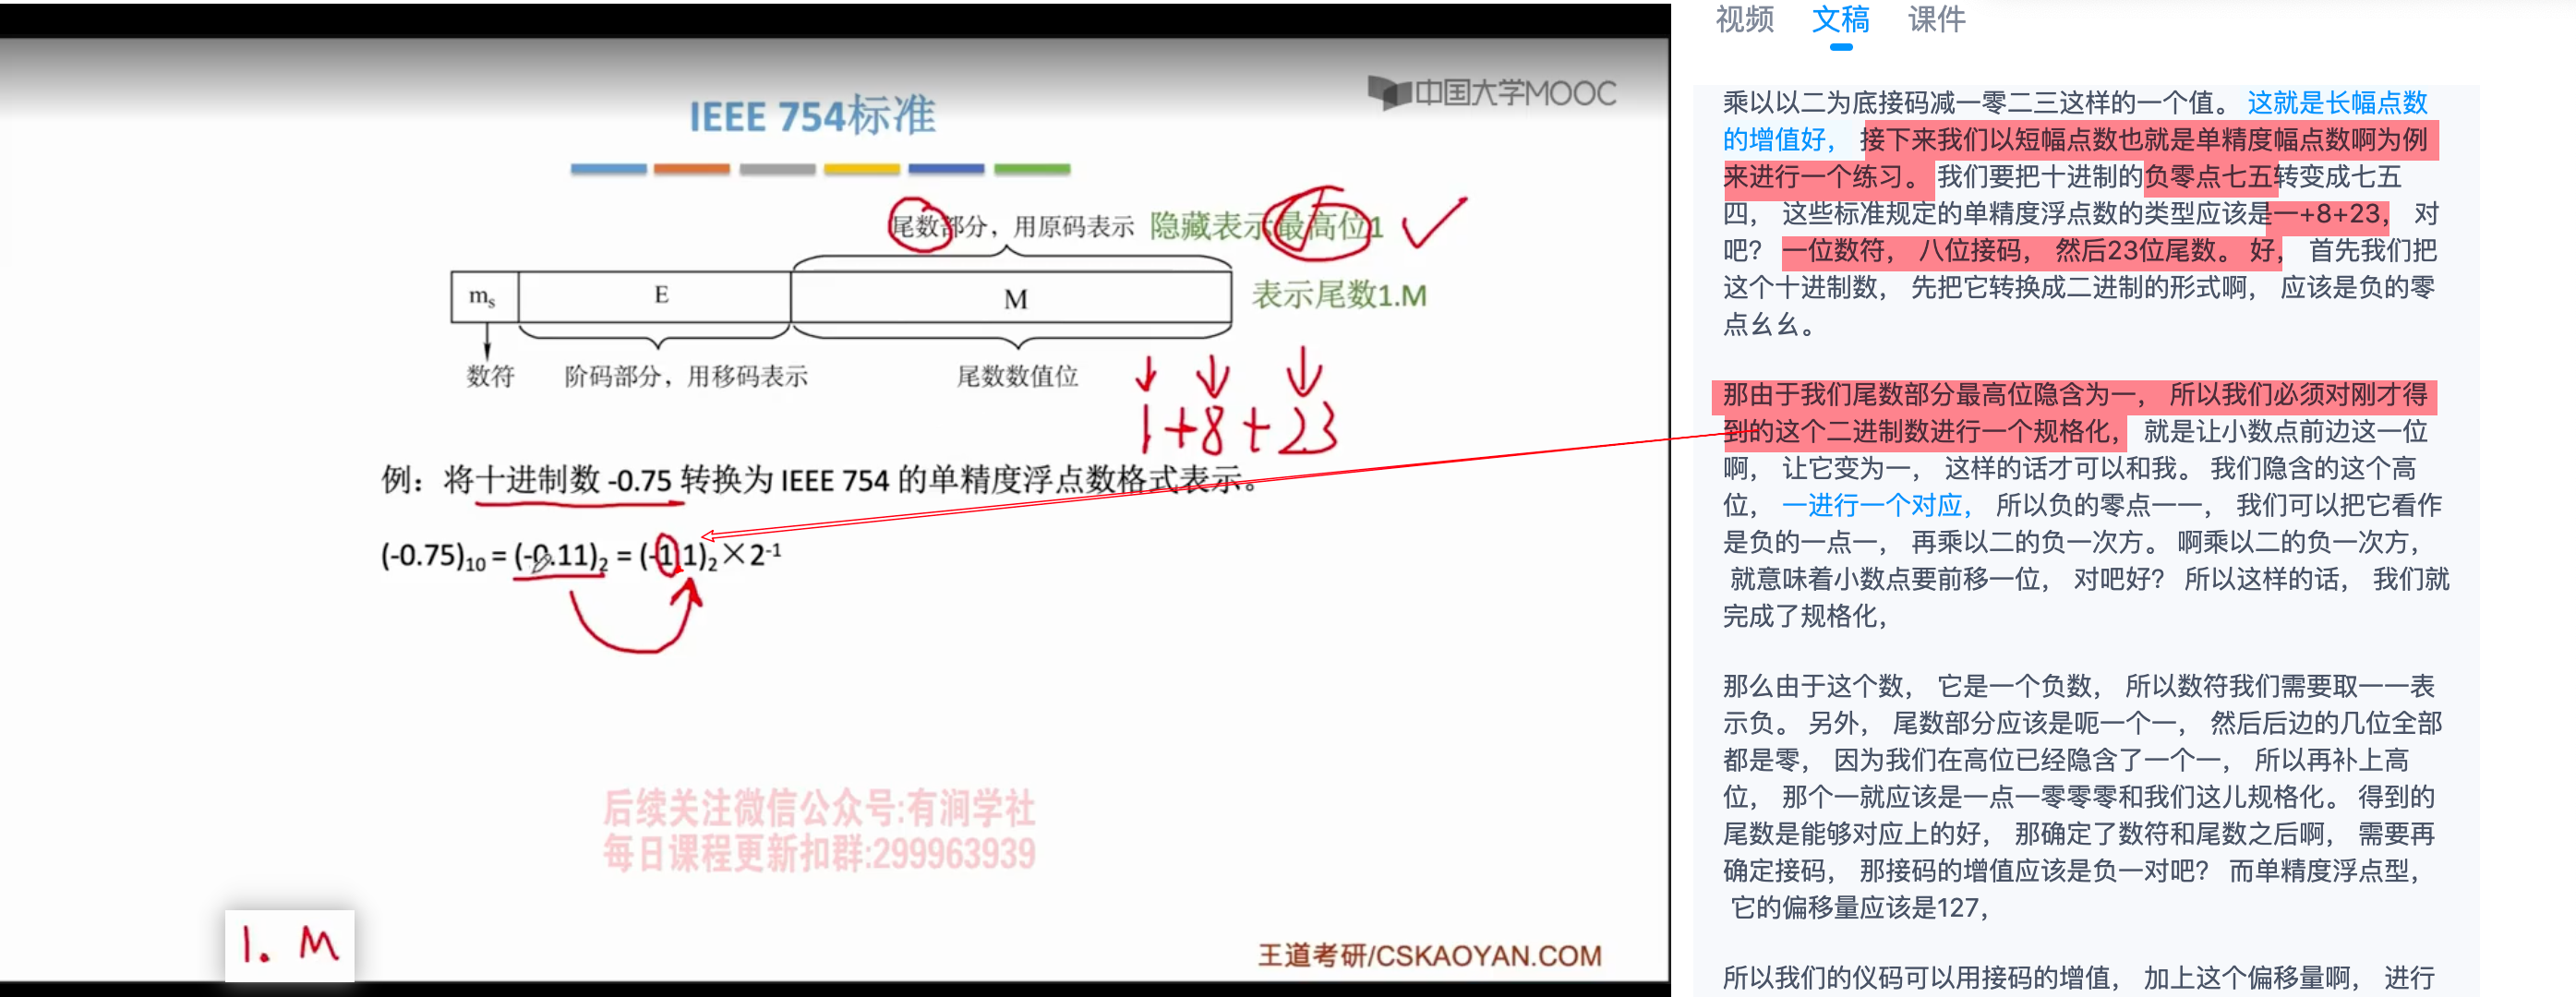 IEEE 754标准
中国大学MOOC
尾数部分，用原码表示 隐藏表示最高位1
m_s E M 表示尾数1.M
数符 阶码部分，用移码表示 尾数数值位
1+8+23
例：将十进制数 -0.75 转换为 IEEE 754 的单精度浮点数格式表示。
(-0.75)₁₀ = (-0.11)₂ = (-1.1)₂×2⁻¹
后续关注微信公众号:有涧学社
每日课程更新扣群:299963939
1. M
王道考研/CSKAOYAN.COM
视频 文稿 课件
乘以以二为底接码减一零二三这样的一个值。 这就是长幅点数
的增值好， 接下来我们以短幅点数也就是单精度幅点数啊为例
来进行一个练习。 我们要把十进制的负零点七五转变成七五
四， 这些标准规定的单精度浮点数的类型应该是一+8+23， 对
吧？ 一位数符， 八位接码， 然后23位尾数。 好， 首先我们把
这个十进制数， 先把它转换成二进制的形式啊， 应该是负的零
点幺幺。
那由于我们尾数部分最高位隐含为一， 所以我们必须对刚才得
到的这个二进制数进行一个规格化， 就是让小数点前边这一位
啊， 让它变为一， 这样的话才可以和我。 我们隐含的这个高
位， 一进行一个对应， 所以负的零点一一， 我们可以把它看作
是负的一点一， 再乘以二的负一次方。 啊乘以二的负一次方，
就意味着小数点要前移一位， 对吧好？ 所以这样的话， 我们就
完成了规格化，
那么由于这个数， 它是一个负数， 所以数符我们需要取一一表
示负。 另外， 尾数部分应该是呃一个一， 然后后边的几位全部
都是零， 因为我们在高位已经隐含了一个一， 所以再补上高
位， 那个一就应该是一点一零零零和我们这儿规格化。 得到的
尾数是能够对应上的好， 那确定了数符和尾数之后啊， 需要再
确定接码， 那接码的增值应该是负一对吧？ 而单精度浮点型，
它的偏移量应该是127，
所以我们的仪码可以用接码的增值， 加上这个偏移量啊， 进行